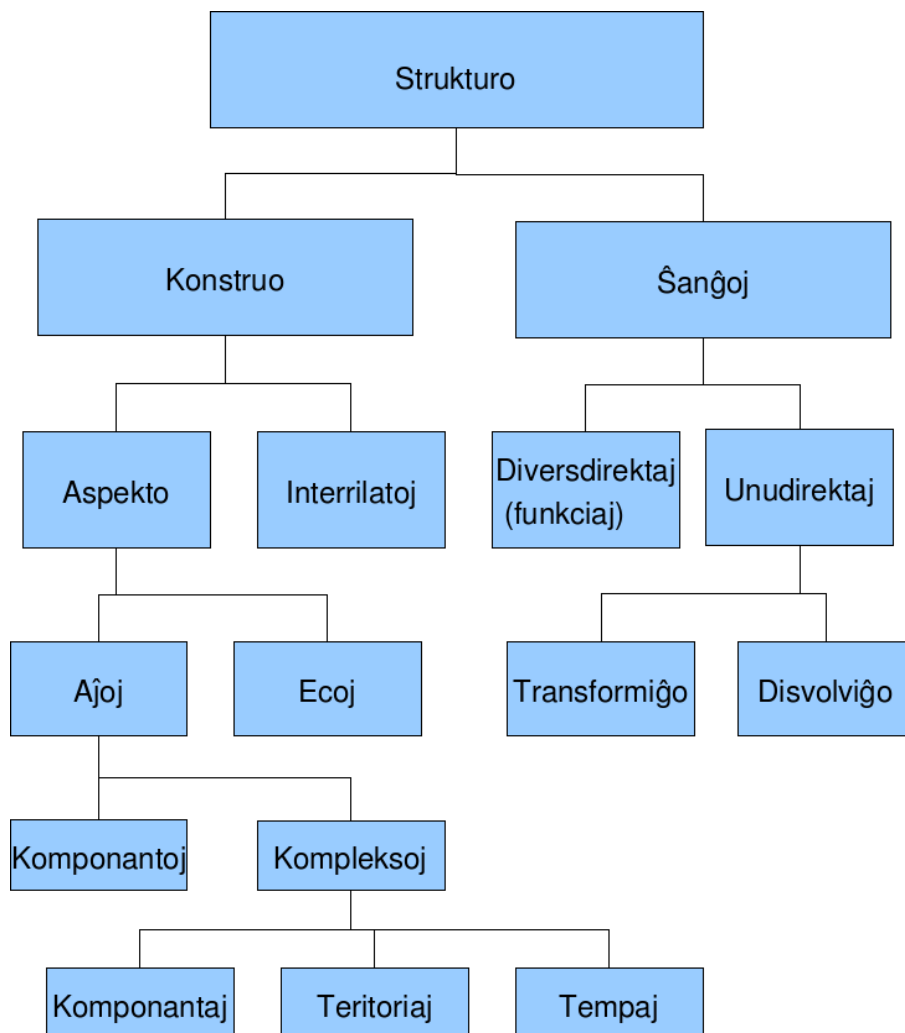 Strukturo
Konstruo
Ŝanĝoj
Aspekto
Interrilatoj
Diversdirektaj
(funkciaj)
Unudirektaj
Aĵoj
Ecoj
Transformiĝo
Disvolviĝo
Komponantoj
Kompleksoj
Komponantaj
Teritoriaj
Tempaj